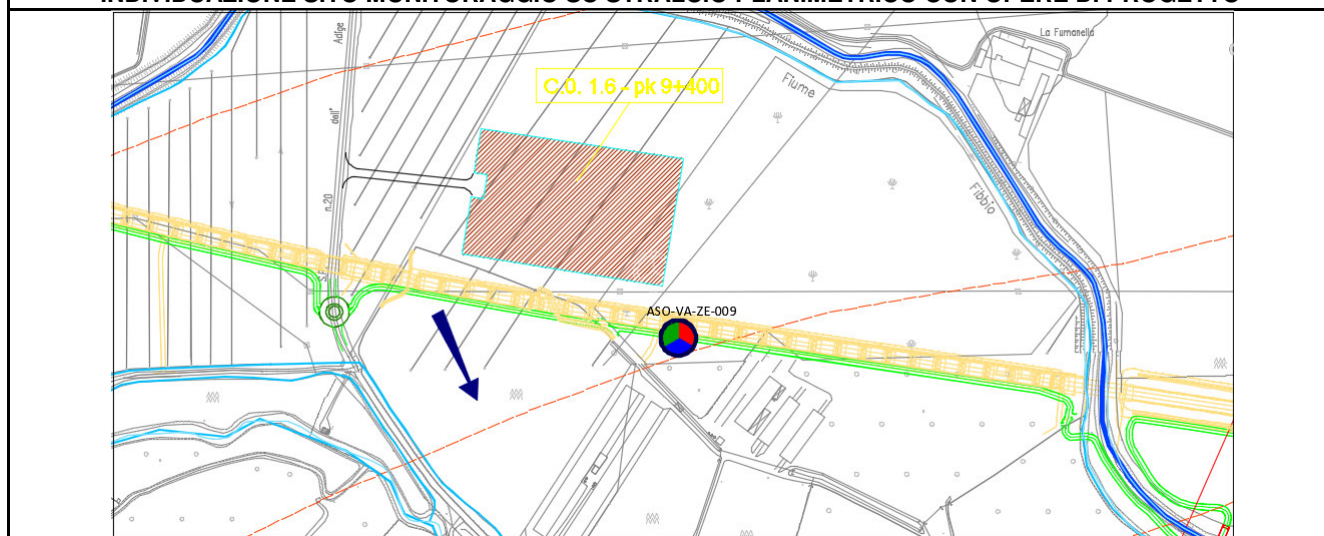 La Fumanella
Adige
dell'
n.20
S.P.
C.O. 1.6 - pk 9+400
Fiume
Fibbio
ASO-VA-ZE-009